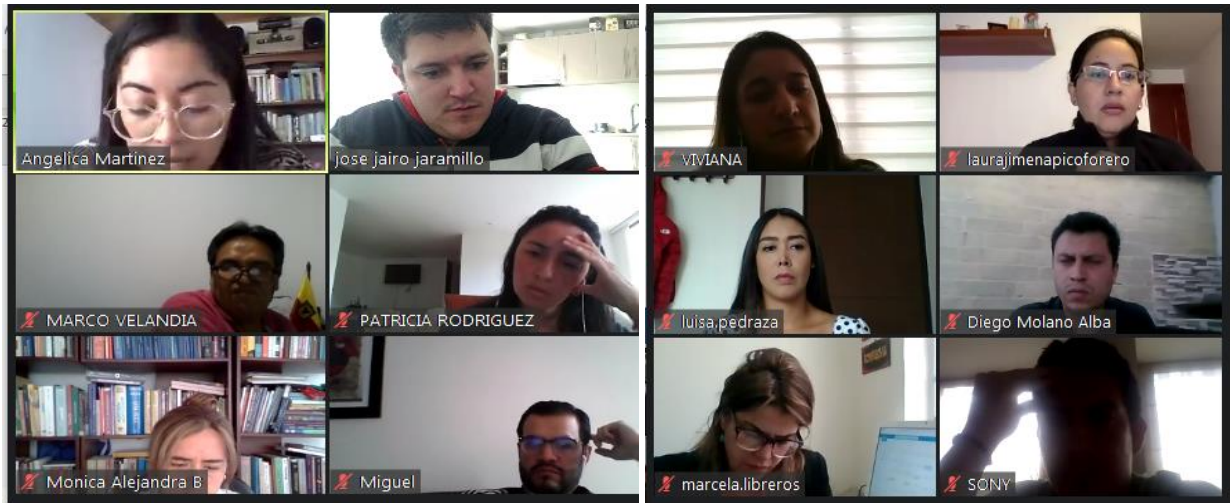 Angelica Martinez
jose jairo jaramillo
VIVIANA
laurajimenapicoforero
MARCO VELANDIA
PATRICIA RODRIGUEZ
luisa.pedraza
Diego Molano Alba
Monica Alejandra B
Miguel
marcela.libreros
SONY